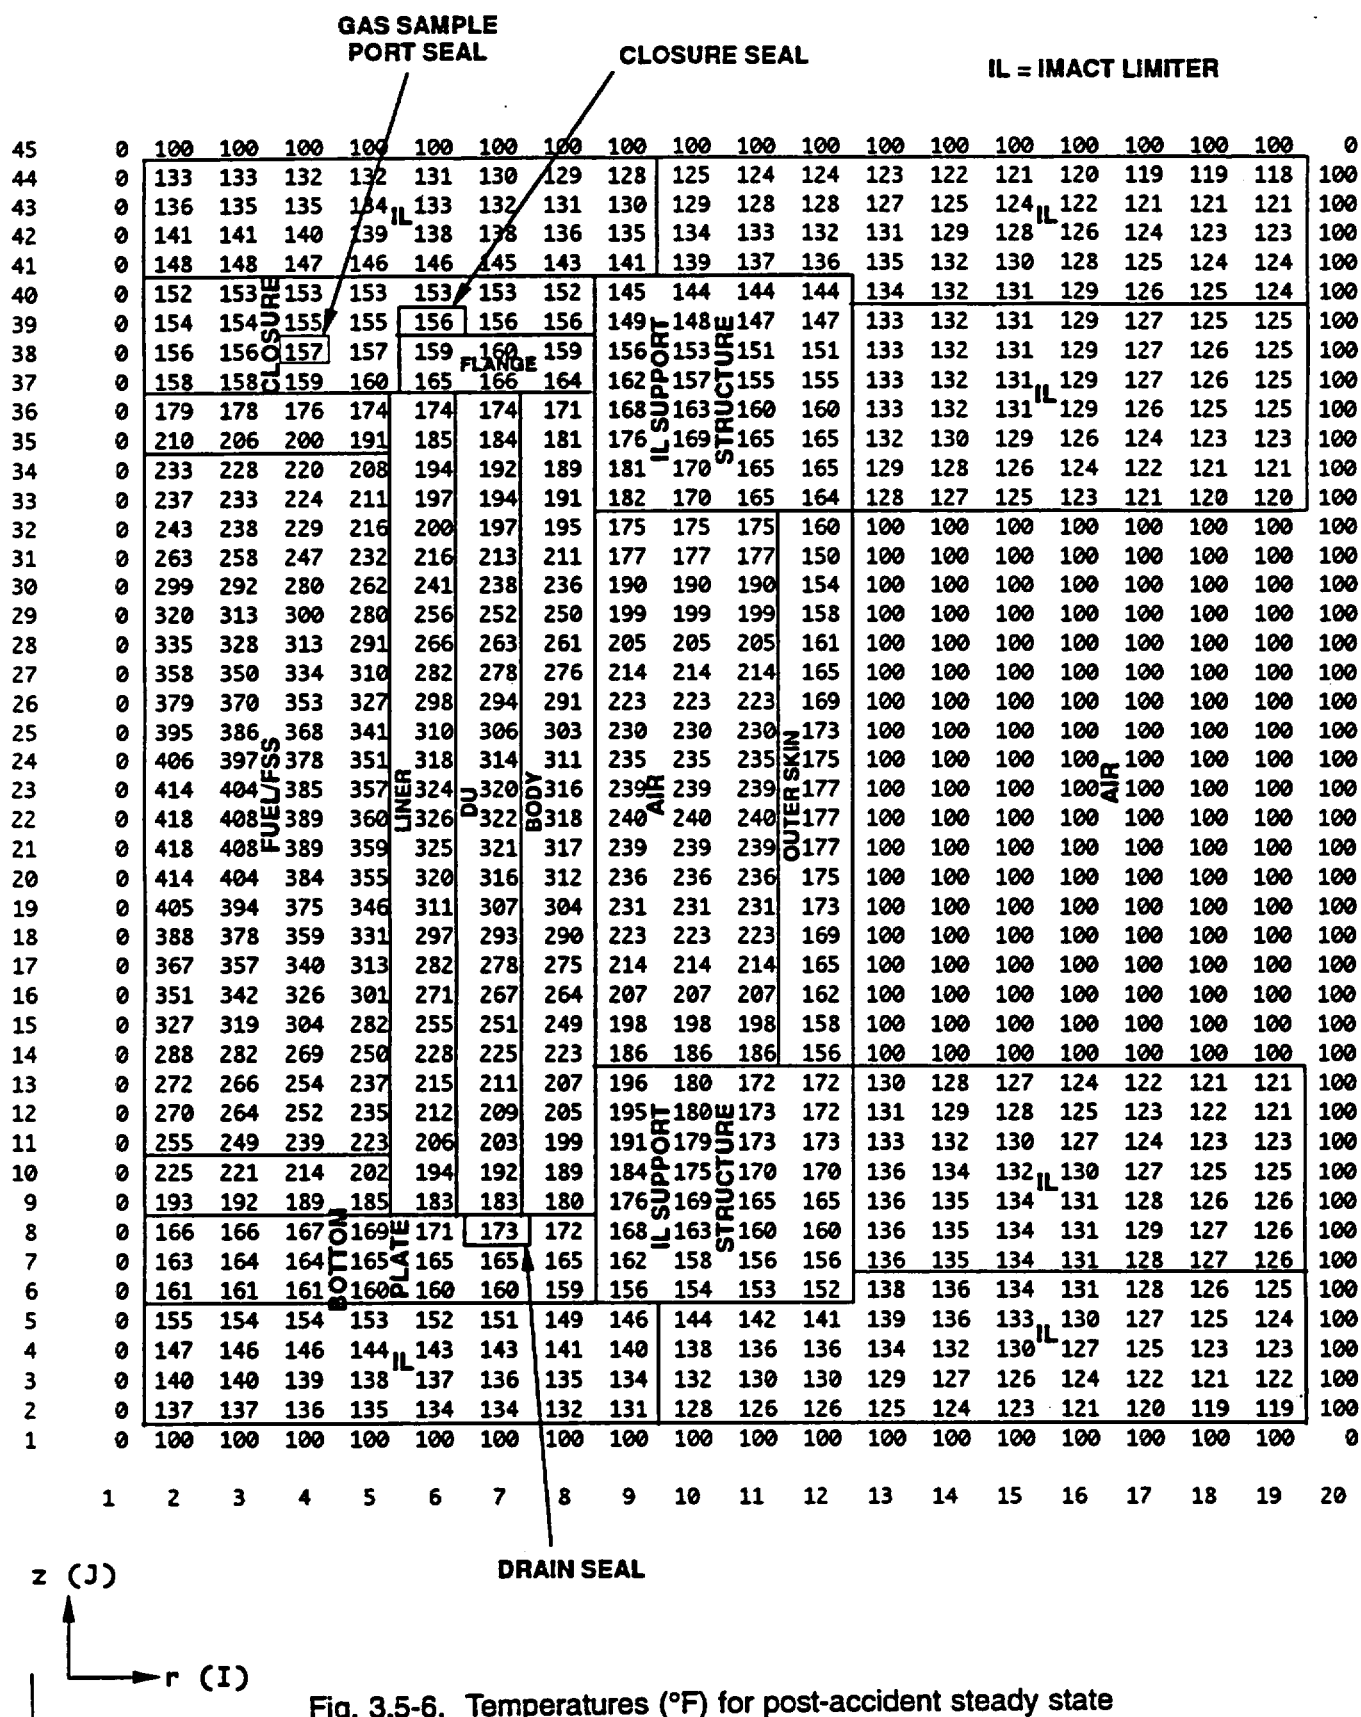 GAS SAMPLE
PORT SEAL
CLOSURE SEAL
IL = IMACT LIMITER
45 0 100 100 100 100 100 100 100 100 100 100 100 100 100 100 100 100 100 100 0
44 0 133 133 132 132 131 130 129 128 125 124 124 123 122 121 120 119 119 118 100
43 0 136 135 135 134 IL 133 132 131 130 129 128 128 127 125 124 IL 122 121 121 121 100
42 0 141 141 140 139 138 138 136 135 134 133 132 131 129 128 126 124 123 123 100
41 0 148 148 147 146 146 145 143 141 139 137 136 135 132 130 128 125 124 124 100
40 0 152 153 153 153 153 153 152 145 144 144 144 134 132 131 129 126 125 124 100
39 0 154 154 155 155 156 156 156 149 148 147 147 133 132 131 129 127 125 125 100
38 0 156 156 157 157 159 160 159 156 153 151 151 133 132 131 129 127 126 125 100
FLANGE
37 0 158 158 159 160 165 166 164 162 157 155 155 133 132 131 IL 129 127 126 125 100
36 0 179 178 176 174 174 174 171 168 163 160 160 133 132 131 129 126 125 125 100
35 0 210 206 200 191 185 184 181 176 169 165 165 132 130 129 126 124 123 123 100
34 0 233 228 220 208 194 192 189 181 170 165 165 129 128 126 124 122 121 121 100
33 0 237 233 224 211 197 194 191 182 170 165 164 128 127 125 123 121 120 120 100
32 0 243 238 229 216 200 197 195 175 175 175 160 100 100 100 100 100 100 100 100
31 0 263 258 247 232 216 213 211 177 177 177 150 100 100 100 100 100 100 100 100
30 0 299 292 280 262 241 238 236 190 190 190 154 100 100 100 100 100 100 100 100
29 0 320 313 300 280 256 252 250 199 199 199 158 100 100 100 100 100 100 100 100
28 0 335 328 313 291 266 263 261 205 205 205 161 100 100 100 100 100 100 100 100
27 0 358 350 334 310 282 278 276 214 214 214 165 100 100 100 100 100 100 100 100
26 0 379 370 353 327 298 294 291 223 223 223 169 100 100 100 100 100 100 100 100
25 0 395 386 368 341 310 306 303 230 230 230 173 100 100 100 100 100 100 100 100
24 0 406 397 378 351 318 314 311 235 235 235 175 100 100 100 100 100 100 100 100
23 0 414 404 385 357 324 320 316 239 239 239 177 100 100 100 100 100 100 100 100
22 0 418 408 389 360 326 322 318 240 240 240 177 100 100 100 100 100 100 100 100
21 0 418 408 389 359 325 321 317 239 239 239 177 100 100 100 100 100 100 100 100
20 0 414 404 384 355 320 316 312 236 236 236 175 100 100 100 100 100 100 100 100
19 0 405 394 375 346 311 307 304 231 231 231 173 100 100 100 100 100 100 100 100
18 0 388 378 359 331 297 293 290 223 223 223 169 100 100 100 100 100 100 100 100
17 0 367 357 340 313 282 278 275 214 214 214 165 100 100 100 100 100 100 100 100
16 0 351 342 326 301 271 267 264 207 207 207 162 100 100 100 100 100 100 100 100
15 0 327 319 304 282 255 251 249 198 198 198 158 100 100 100 100 100 100 100 100
14 0 288 282 269 250 228 225 223 186 186 186 156 100 100 100 100 100 100 100 100
13 0 272 266 254 237 215 211 207 196 180 172 172 130 128 127 124 122 121 121 100
12 0 270 264 252 235 212 209 205 195 180 173 172 131 129 128 125 123 122 121 100
11 0 255 249 239 223 206 203 199 191 179 173 173 133 132 130 127 124 123 123 100
10 0 225 221 214 202 194 192 189 184 175 170 170 136 134 132 IL 130 127 125 125 100
9 0 193 192 189 185 183 183 180 176 169 165 165 136 135 134 131 128 126 126 100
8 0 166 166 167 169 171 173 172 168 163 160 160 136 135 134 131 129 127 126 100
7 0 163 164 164 165 165 165 165 162 158 156 156 136 135 134 131 128 127 126 100
6 0 161 161 161 160 160 160 159 156 154 153 152 138 136 134 131 128 126 125 100
5 0 155 154 154 153 152 151 149 146 144 142 141 139 136 133 IL 130 127 125 124 100
4 0 147 146 146 144 IL 143 143 141 140 138 136 136 134 132 130 127 125 123 123 100
3 0 140 140 139 138 137 136 135 134 132 130 130 129 127 126 124 122 121 122 100
2 0 137 137 136 135 134 134 132 131 128 126 126 125 124 123 121 120 119 119 100
1 0 100 100 100 100 100 100 100 100 100 100 100 100 100 100 100 100 100 100 0
CLOSURE
IL SUPPORT
STRUCTURE
FUEL/FSS
LINER
DU
BODY
AIR
OUTER SKIN
AIR
IL SUPPORT
STRUCTURE
BOTTOM
PLATE
1 2 3 4 5 6 7 8 9 10 11 12 13 14 15 16 17 18 19 20
DRAIN SEAL
z (J)
r (I)
Fig. 3.5-6. Temperatures (°F) for post-accident steady state